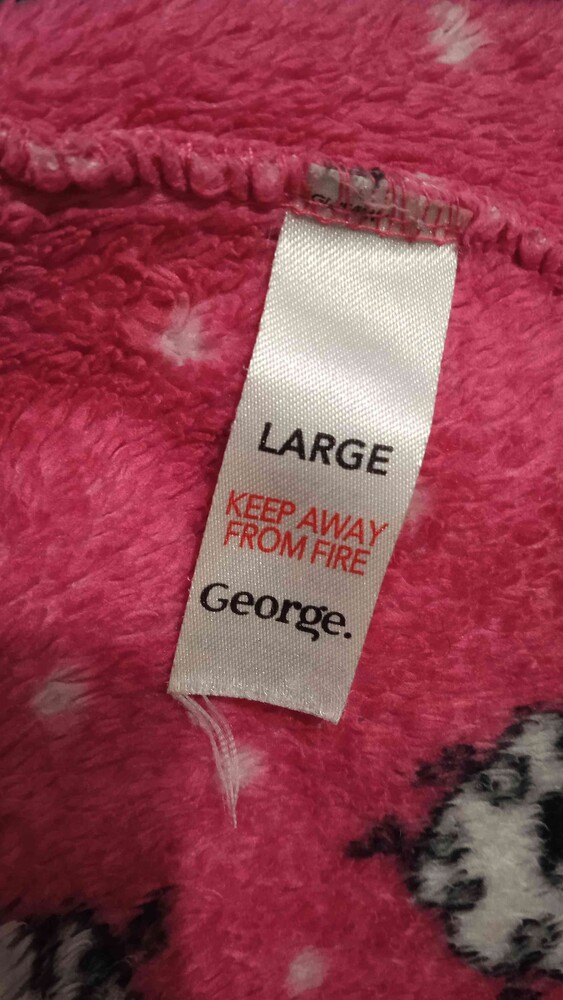 LARGE
KEEP AWAY
FROM FIRE
George.